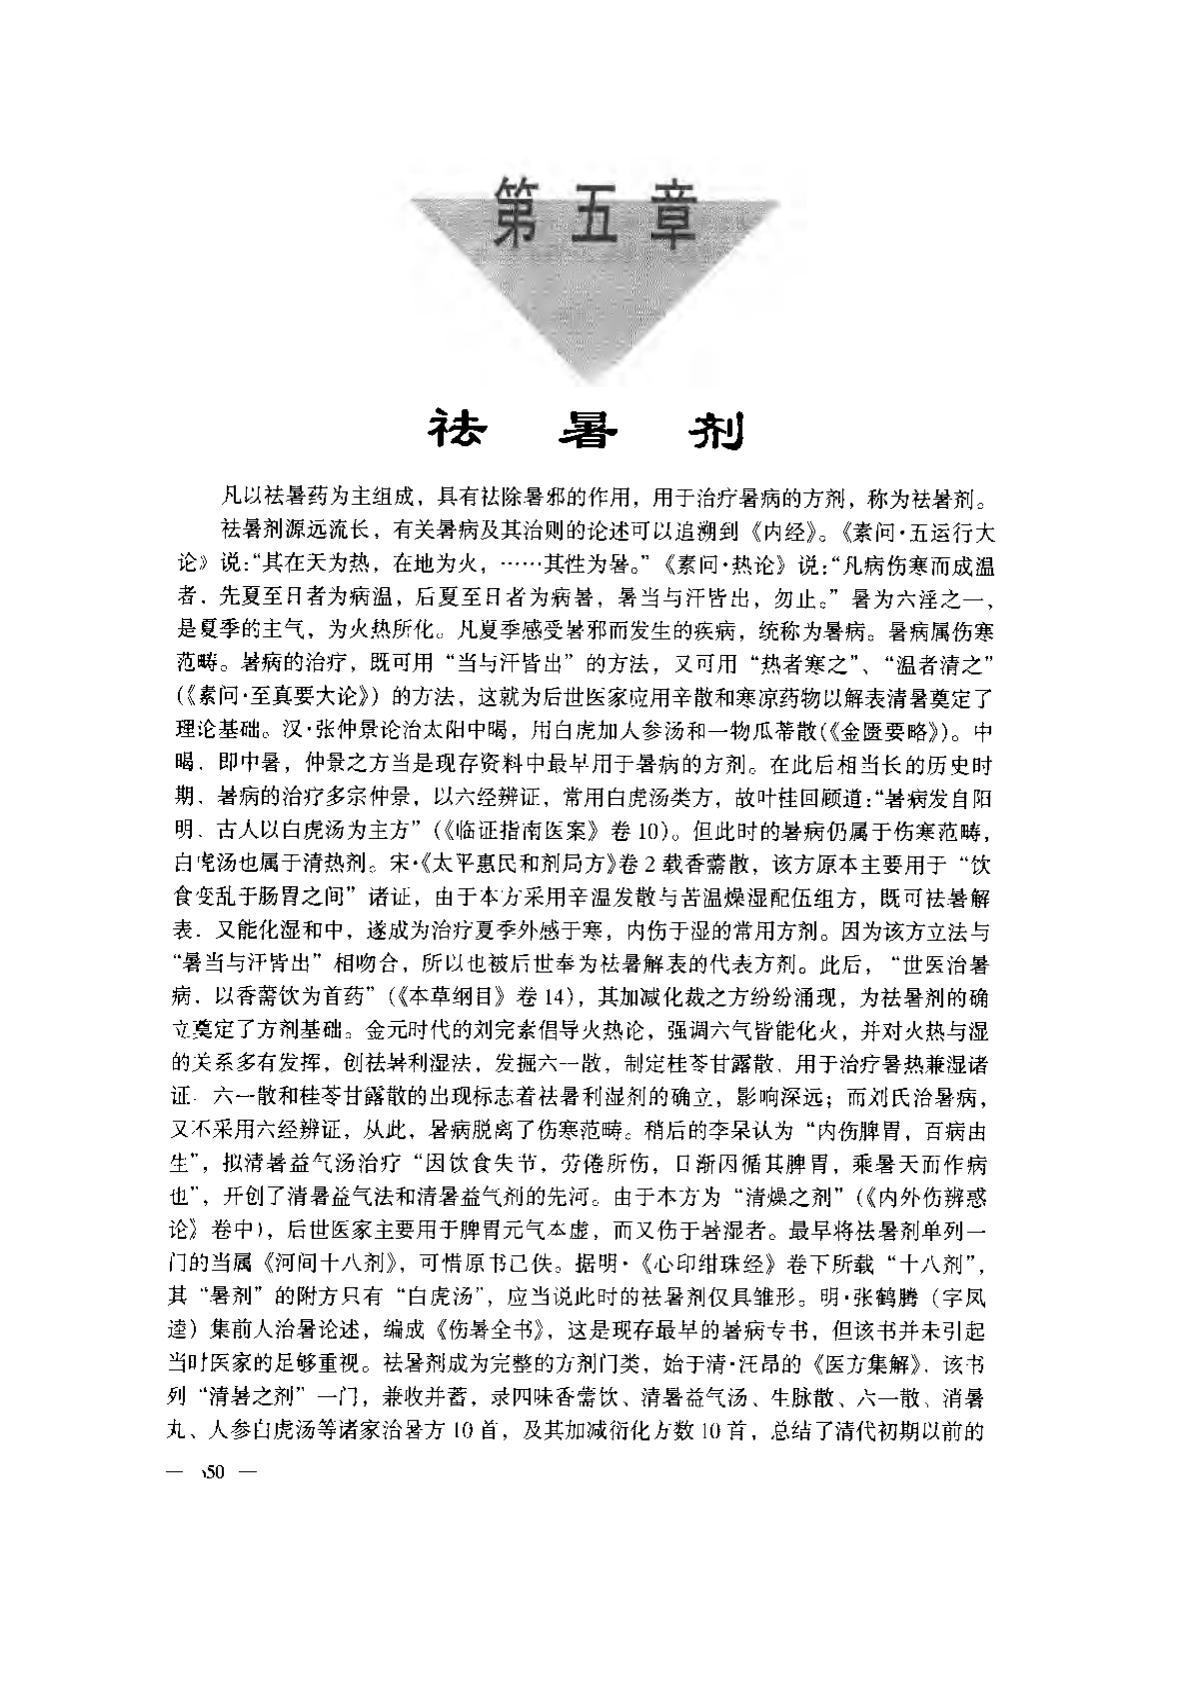 第五章
祛暑剂
凡以祛暑药为主组成，具有祛除暑邪的作用，用于治疗暑病的方剂，称为祛暑剂。
祛暑剂源远流长，有关暑病及其治则的论述可以追溯到《内经》。《素问·五运行大
论》说：“其在天为热，在地为火，……其性为暑。”《素问·热论》说：“凡病伤寒而成温
者，先夏至日者为病温，后夏至日者为病暑，暑当与汗皆出，勿止。”暑为六淫之一，
是夏季的主气，为火热所化。凡夏季感受暑邪而发生的疾病，统称为暑病。暑病属伤寒
范畴。暑病的治疗，既可用“当与汗皆出”的方法，又可用“热者寒之”、“温者清之”
（《素问·至真要大论》）的方法，这就为后世医家应用辛散和寒凉药物以解表清暑奠定了
理论基础。汉·张仲景论治太阳中暍，用白虎加人参汤和一物瓜蒂散（《金匮要略》）。中
暍，即中暑，仲景之方当是现存资料中最早用于暑病的方剂。在此后相当长的历史时
期，暑病的治疗多宗仲景，以六经辨证，常用白虎汤类方，故叶桂回顾道：“暑病发自阳
明，古人以白虎汤为主方”（《临证指南医案》卷10）。但此时的暑病仍属于伤寒范畴，
白虎汤也属于清热剂。宋·《太平惠民和剂局方》卷2载香薷散，该方原本主要用于“饮
食变乱于肠胃之间”诸证，由于本方采用辛温发散与苦温燥湿配伍组方，既可祛暑解
表，又能化湿和中，遂成为治疗夏季外感于寒，内伤于湿的常用方剂。因为该方立法与
“暑当与汗皆出”相吻合，所以也被后世奉为祛暑解表的代表方剂。此后，“世医治暑
病，以香薷饮为首药”（《本草纲目》卷14），其加减化裁之方纷纷涌现，为祛暑剂的确
立奠定了方剂基础。金元时代的刘完素倡导火热论，强调六气皆能化火，并对火热与湿
的关系多有发挥，创祛暑利湿法，发掘六一散，制定桂苓甘露散，用于治疗暑热兼湿诸
证。六一散和桂苓甘露散的出现标志着祛暑利湿剂的确立，影响深远；而刘氏治暑病，
又不采用六经辨证，从此，暑病脱离了伤寒范畴。稍后的李杲认为“内伤脾胃，百病由
生”，拟清暑益气汤治疗“因饮食失节，劳倦所伤，日渐因循其脾胃，乘暑天而作病
也”，开创了清暑益气法和清暑益气剂的先河。由于本方为“清燥之剂”（《内外伤辨惑
论》卷中），后世医家主要用于脾胃元气本虚，而又伤于暑湿者。最早将祛暑剂单列一
门的当属《河间十八剂》，可惜原书已佚。据明·《心印绀珠经》卷下所载“十八剂”，
其“暑剂”的附方只有“白虎汤”，应当说此时的祛暑剂仅具雏形。明·张鹤腾（字凤
逵）集前人治暑论述，编成《伤暑全书》，这是现存最早的暑病专书，但该书并未引起
当时医家的足够重视。祛暑剂成为完整的方剂门类，始于清·汪昂的《医方集解》，该书
列“清暑之剂”一门，兼收并蓄，录四味香薷饮、清暑益气汤、生脉散、六一散、消暑
丸、人参白虎汤等诸家治暑方10首，及其加减衍化方数10首，总结了清代初期以前的